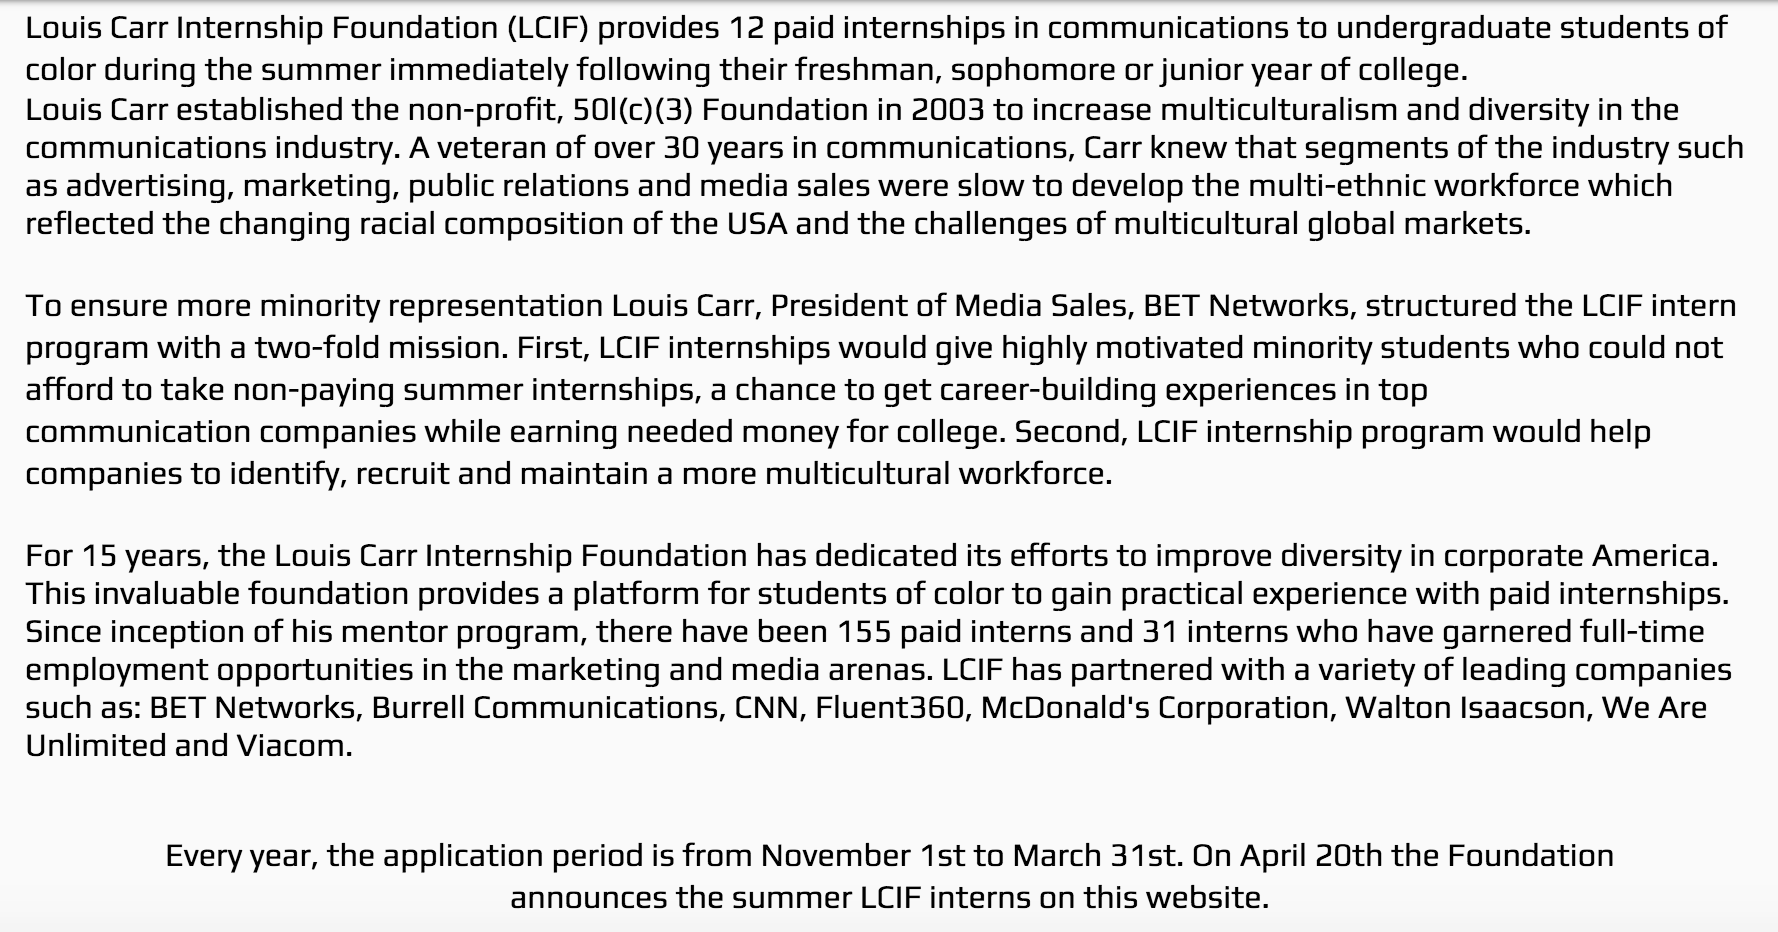 Louis Carr Internship Foundation (LCIF) provides 12 paid internships in communications to undergraduate students of
color during the summer immediately following their freshman, sophomore or junior year of college.
Louis Carr established the non-profit, 50l(c)(3) Foundation in 2003 to increase multiculturalism and diversity in the
communications industry. A veteran of over 30 years in communications, Carr knew that segments of the industry such
as advertising, marketing, public relations and media sales were slow to develop the multi-ethnic workforce which
reflected the changing racial composition of the USA and the challenges of multicultural global markets.
To ensure more minority representation Louis Carr, President of Media Sales, BET Networks, structured the LCIF intern
program with a two-fold mission. First, LCIF internships would give highly motivated minority students who could not
afford to take non-paying summer internships, a chance to get career-building experiences in top
communication companies while earning needed money for college. Second, LCIF internship program would help
companies to identify, recruit and maintain a more multicultural workforce.
For 15 years, the Louis Carr Internship Foundation has dedicated its efforts to improve diversity in corporate America.
This invaluable foundation provides a platform for students of color to gain practical experience with paid internships.
Since inception of his mentor program, there have been 155 paid interns and 31 interns who have garnered full-time
employment opportunities in the marketing and media arenas. LCIF has partnered with a variety of leading companies
such as: BET Networks, Burrell Communications, CNN, Fluent360, McDonald's Corporation, Walton Isaacson, We Are
Unlimited and Viacom.
Every year, the application period is from November 1st to March 31st. On April 20th the Foundation
announces the summer LCIF interns on this website.